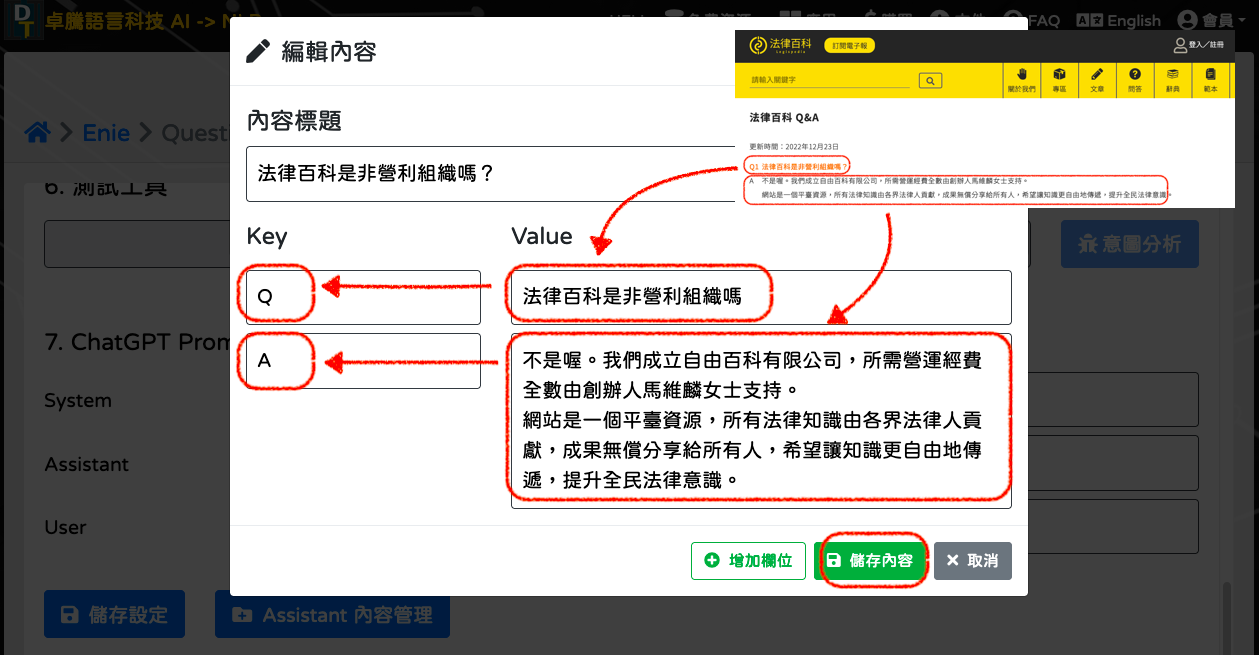 卓騰語言科技 AI -> NLP
FAQ
English
會員
編輯內容
法律百科
Legispedia
訂閱電子報
登入／註冊
請輸入關鍵字
關於我們
專區
文章
問答
辭典
範本
法律百科 Q&A
更新時間：2022年12月23日
Q1 法律百科是非營利組織嗎？
A 不是喔。我們成立自由百科有限公司，所需營運經費全數由創辦人馬維麟女士支持。
網站是一個平臺資源，所有法律知識由各界法律人貢獻，成果無償分享給所有人，希望讓知識更自由地傳遞，提升全民法律意識。
Enie
Questi
內容標題
法律百科是非營利組織嗎？
6. 測試工具
Key
Value
意圖分析
Q
法律百科是非營利組織嗎
7. ChatGPT Prom
A
不是喔。我們成立自由百科有限公司，所需營運經費
全數由創辦人馬維麟女士支持。
網站是一個平臺資源，所有法律知識由各界法律人貢
獻，成果無償分享給所有人，希望讓知識更自由地傳
遞，提升全民法律意識。
System
Assistant
User
增加欄位
儲存內容
取消
儲存設定
Assistant 內容管理